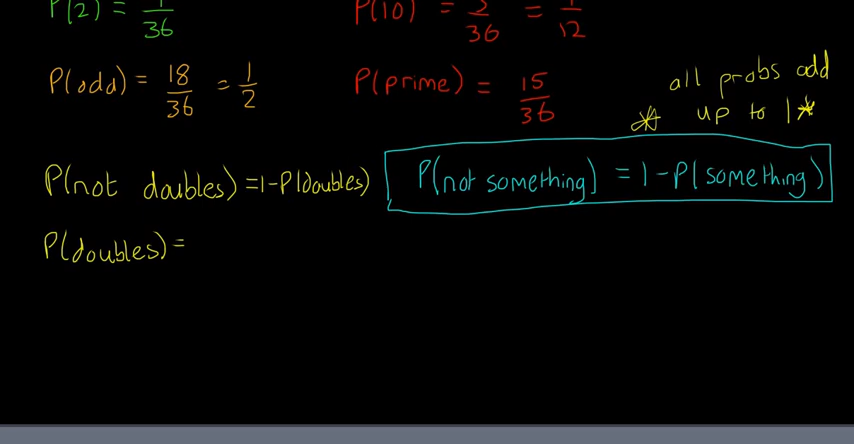 P(2) = 1/36
P(10) = 3/36 = 1/12
P(odd) = 18/36 = 1/2
P(prime) = 15/36
all probs add
* up to 1*
P(not doubles) = 1-P(doubles)
P(not something) = 1-P(something)
P(doubles) =